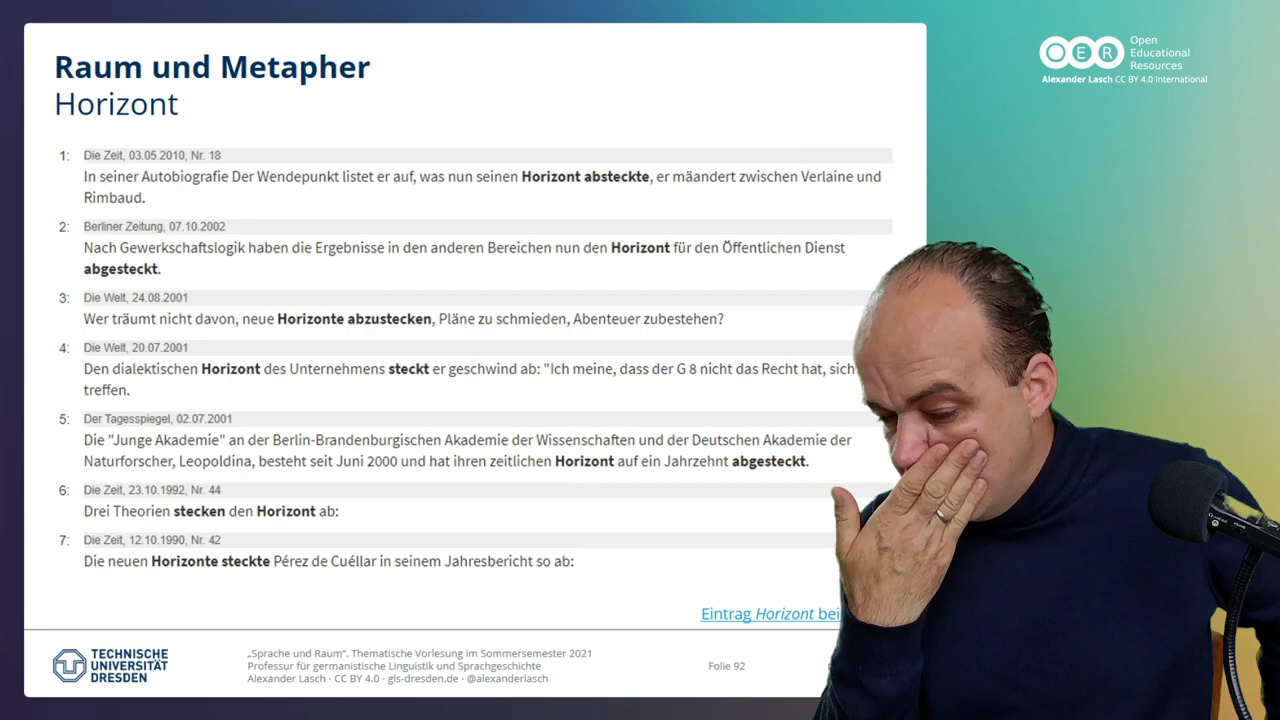 Raum und Metapher
Horizont
OER
Open
Educational
Resources
Alexander Lasch CC BY 4.0 International
1: Die Zeit, 03.05.2010, Nr. 18
In seiner Autobiografie Der Wendepunkt listet er auf, was nun seinen Horizont absteckte, er mäandert zwischen Verlaine und
Rimbaud.
2: Berliner Zeitung, 07.10.2002
Nach Gewerkschaftslogik haben die Ergebnisse in den anderen Bereichen nun den Horizont für den Öffentlichen Dienst
abgesteckt.
3: Die Welt, 24.08.2001
Wer träumt nicht davon, neue Horizonte abzustecken, Pläne zu schmieden, Abenteuer zubestehen?
4: Die Welt, 20.07.2001
Den dialektischen Horizont des Unternehmens steckt er geschwind ab: "Ich meine, dass der G 8 nicht das Recht hat, sich
treffen.
5: Der Tagesspiegel, 02.07.2001
Die "Junge Akademie" an der Berlin-Brandenburgischen Akademie der Wissenschaften und der Deutschen Akademie der
Naturforscher, Leopoldina, besteht seit Juni 2000 und hat ihren zeitlichen Horizont auf ein Jahrzehnt abgesteckt.
6: Die Zeit, 23.10.1992, Nr. 44
Drei Theorien stecken den Horizont ab:
7: Die Zeit, 12.10.1990, Nr. 42
Die neuen Horizonte steckte Pérez de Cuéllar in seinem Jahresbericht so ab:
Eintrag Horizont bei
TECHNISCHE
UNIVERSITÄT
DRESDEN
„Sprache und Raum“. Thematische Vorlesung im Sommersemester 2021
Professur für germanistische Linguistik und Sprachgeschichte
Alexander Lasch · CC BY 4.0 · gls-dresden.de · @alexanderlasch
Folie 92